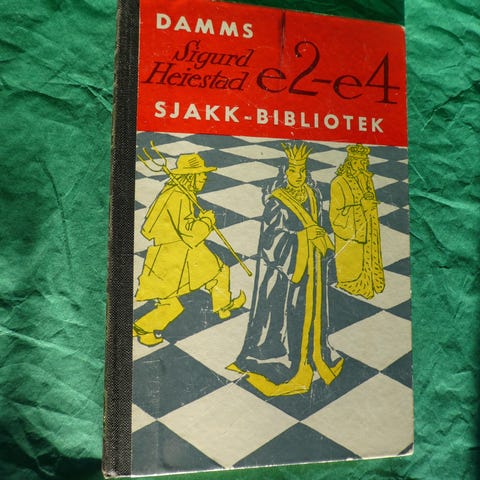 DAMMS
Sigurd
Heiestad e2-e4
SJAKK-BIBLIOTEK